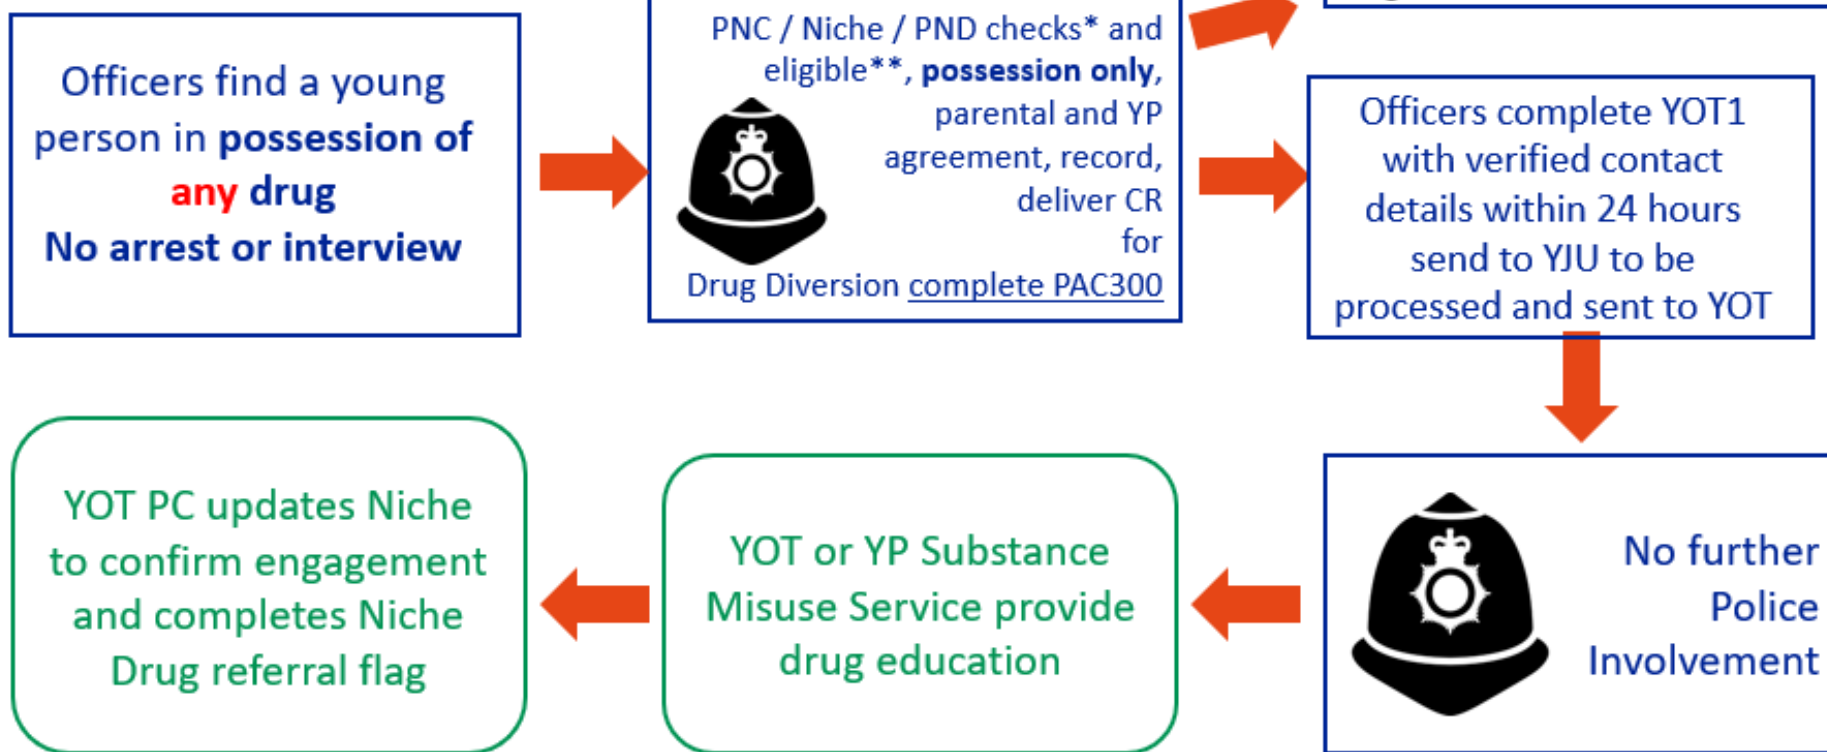 Officers find a young
person in possession of
any drug
No arrest or interview
PNC / Niche / PND checks* and
eligible**, possession only,
parental and YP
agreement, record,
deliver CR
for
Drug Diversion complete PAC300
Officers complete YOT1
with verified contact
details within 24 hours
send to YJU to be
processed and sent to YOT
No further
Police
Involvement
YOT or YP Substance
Misuse Service provide
drug education
YOT PC updates Niche
to confirm engagement
and completes Niche
Drug referral flag